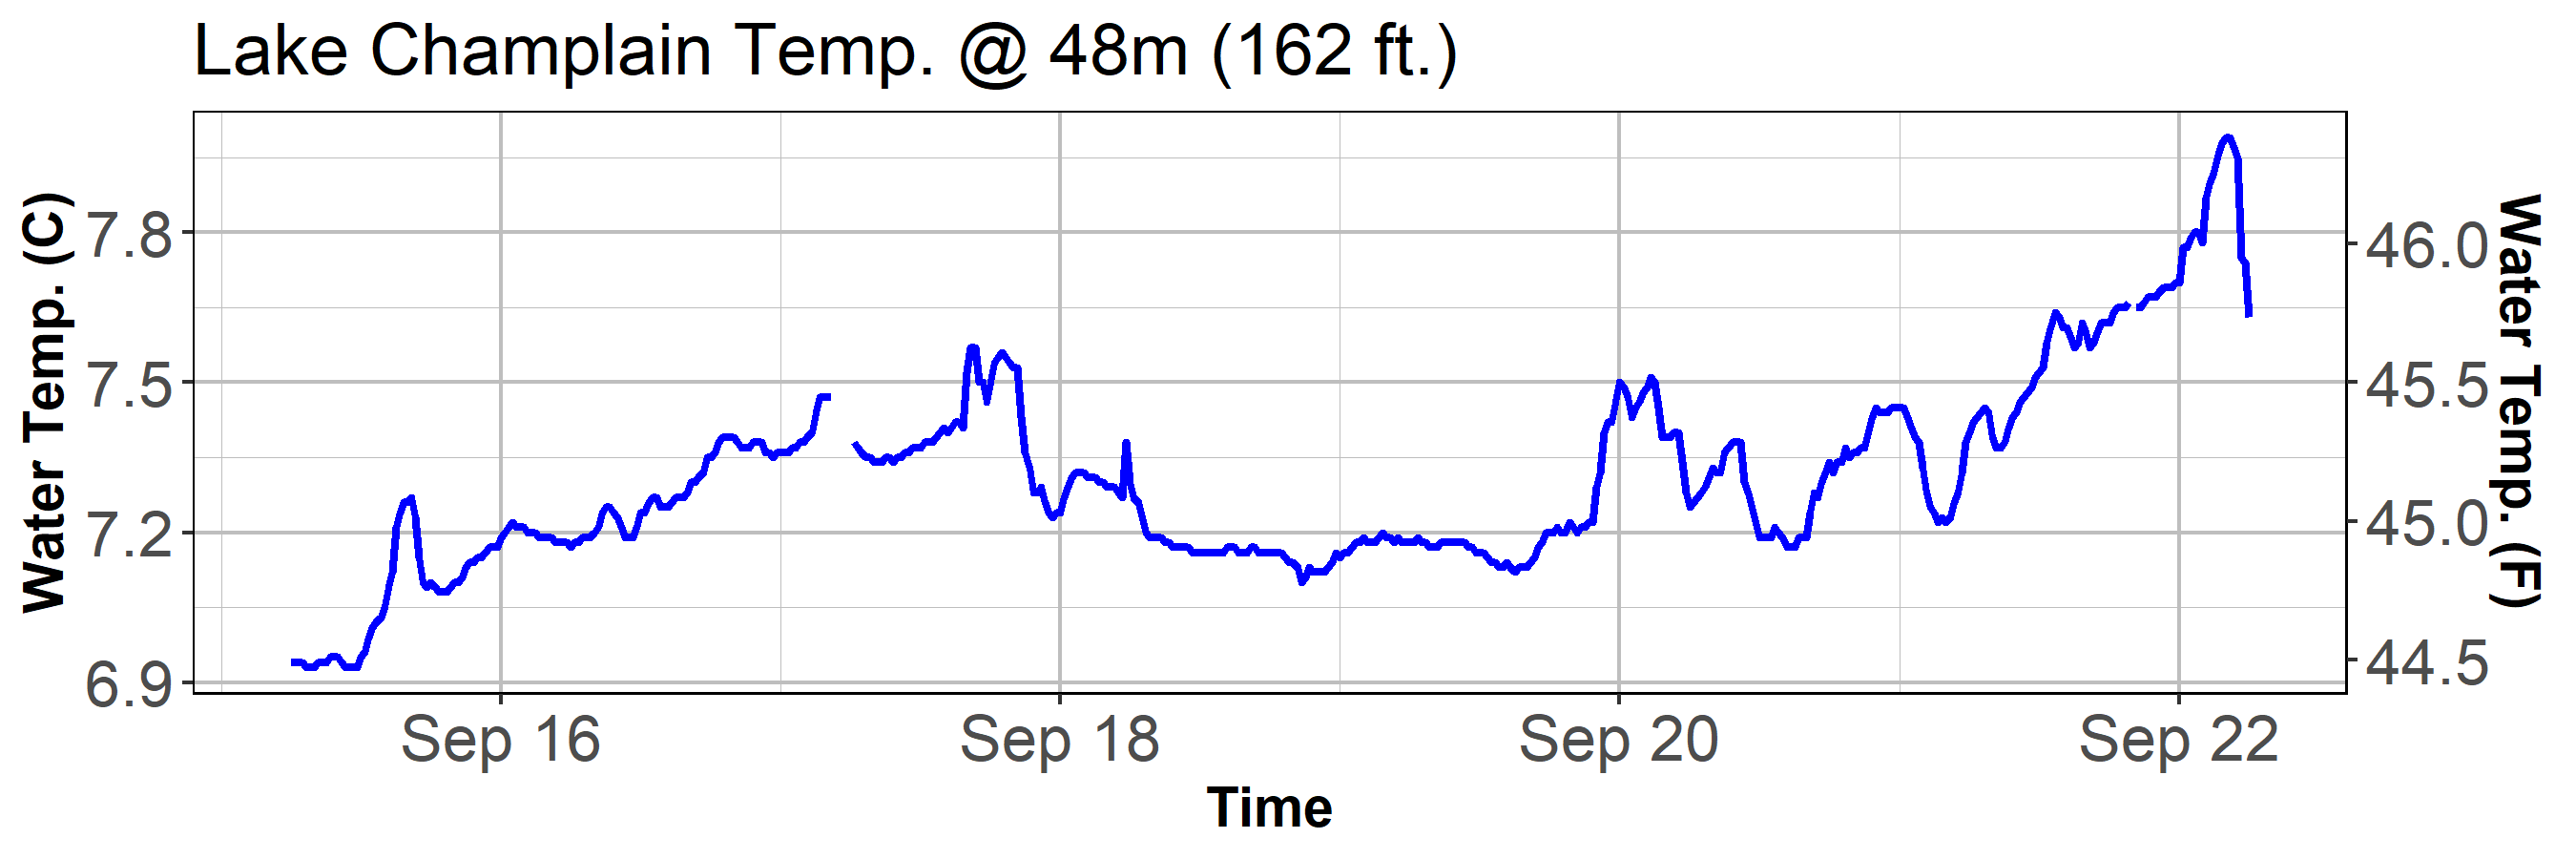 Lake Champlain Temp. @ 48m (162 ft.)
Water Temp. (C)
7.8
7.5
7.2
6.9
46.0
45.5
45.0
44.5
Water Temp. (F)
Sep 16 Sep 18 Sep 20 Sep 22
Time